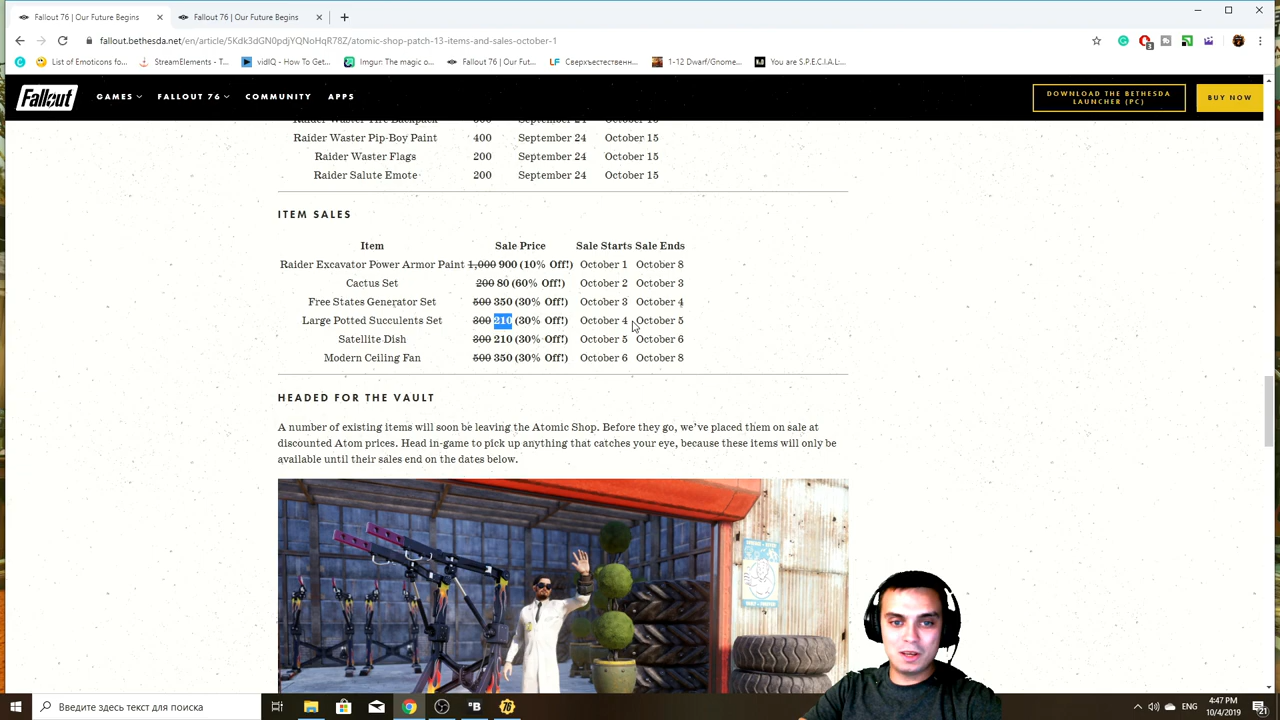 Fallout 76 | Our Future Begins
Fallout 76 | Our Future Begins
fallout.bethesda.net/en/article/5Kdk3dGN0pdjYQNoHqR78Z/atomic-shop-patch-13-items-and-sales-october-1
3
List of Emoticons fo...
StreamElements - T...
vidIQ - How To Get...
Imgur: The magic o...
Fallout 76 | Our Fut...
LF Сверхъестествен...
1-12 Dwarf/Gnome...
You are S.P.E.C.I.A.L:...
Fallout GAMES FALLOUT 76 COMMUNITY APPS
DOWNLOAD THE BETHESDA
LAUNCHER (PC)
BUY NOW
Raider Waster Pip-Boy Paint 400 September 24 October 15
Raider Waster Flags 200 September 24 October 15
Raider Salute Emote 200 September 24 October 15
ITEM SALES
Item Sale Price Sale Starts Sale Ends
Raider Excavator Power Armor Paint 1,000 900 (10% Off!) October 1 October 8
Cactus Set 200 80 (60% Off!) October 2 October 3
Free States Generator Set 500 350 (30% Off!) October 3 October 4
Large Potted Succulents Set 300 210 (30% Off!) October 4 October 5
Satellite Dish 300 210 (30% Off!) October 5 October 6
Modern Ceiling Fan 500 350 (30% Off!) October 6 October 8
HEADED FOR THE VAULT
A number of existing items will soon be leaving the Atomic Shop. Before they go, we've placed them on sale at
discounted Atom prices. Head in-game to pick up anything that catches your eye, because these items will only be
available until their sales end on the dates below.
Введите здесь текст для поиска
ENG
4:47 PM
10/4/2019
21